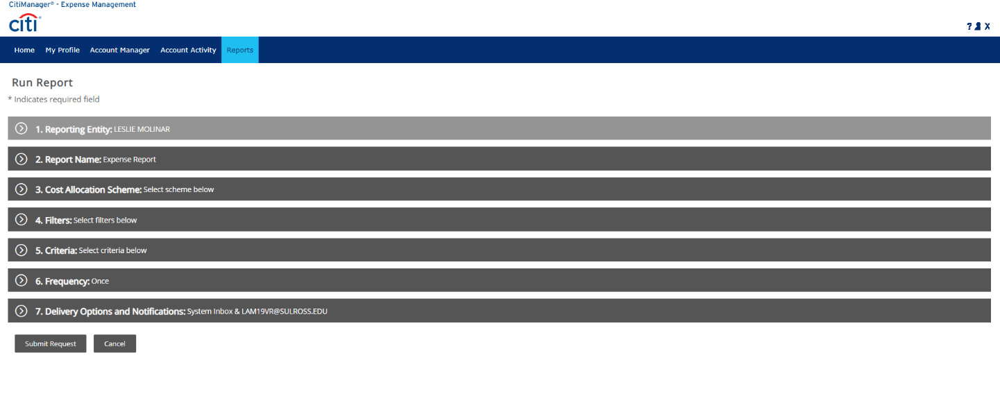 CitiManager® - Expense Management
citi®
? X
Home My Profile Account Manager Account Activity Reports
Run Report
* Indicates required field
1. Reporting Entity: LESLIE MOLINAR
2. Report Name: Expense Report
3. Cost Allocation Scheme: Select scheme below
4. Filters: Select filters below
5. Criteria: Select criteria below
6. Frequency: Once
7. Delivery Options and Notifications: System Inbox & LAM19VR@SULROSS.EDU
Submit Request Cancel